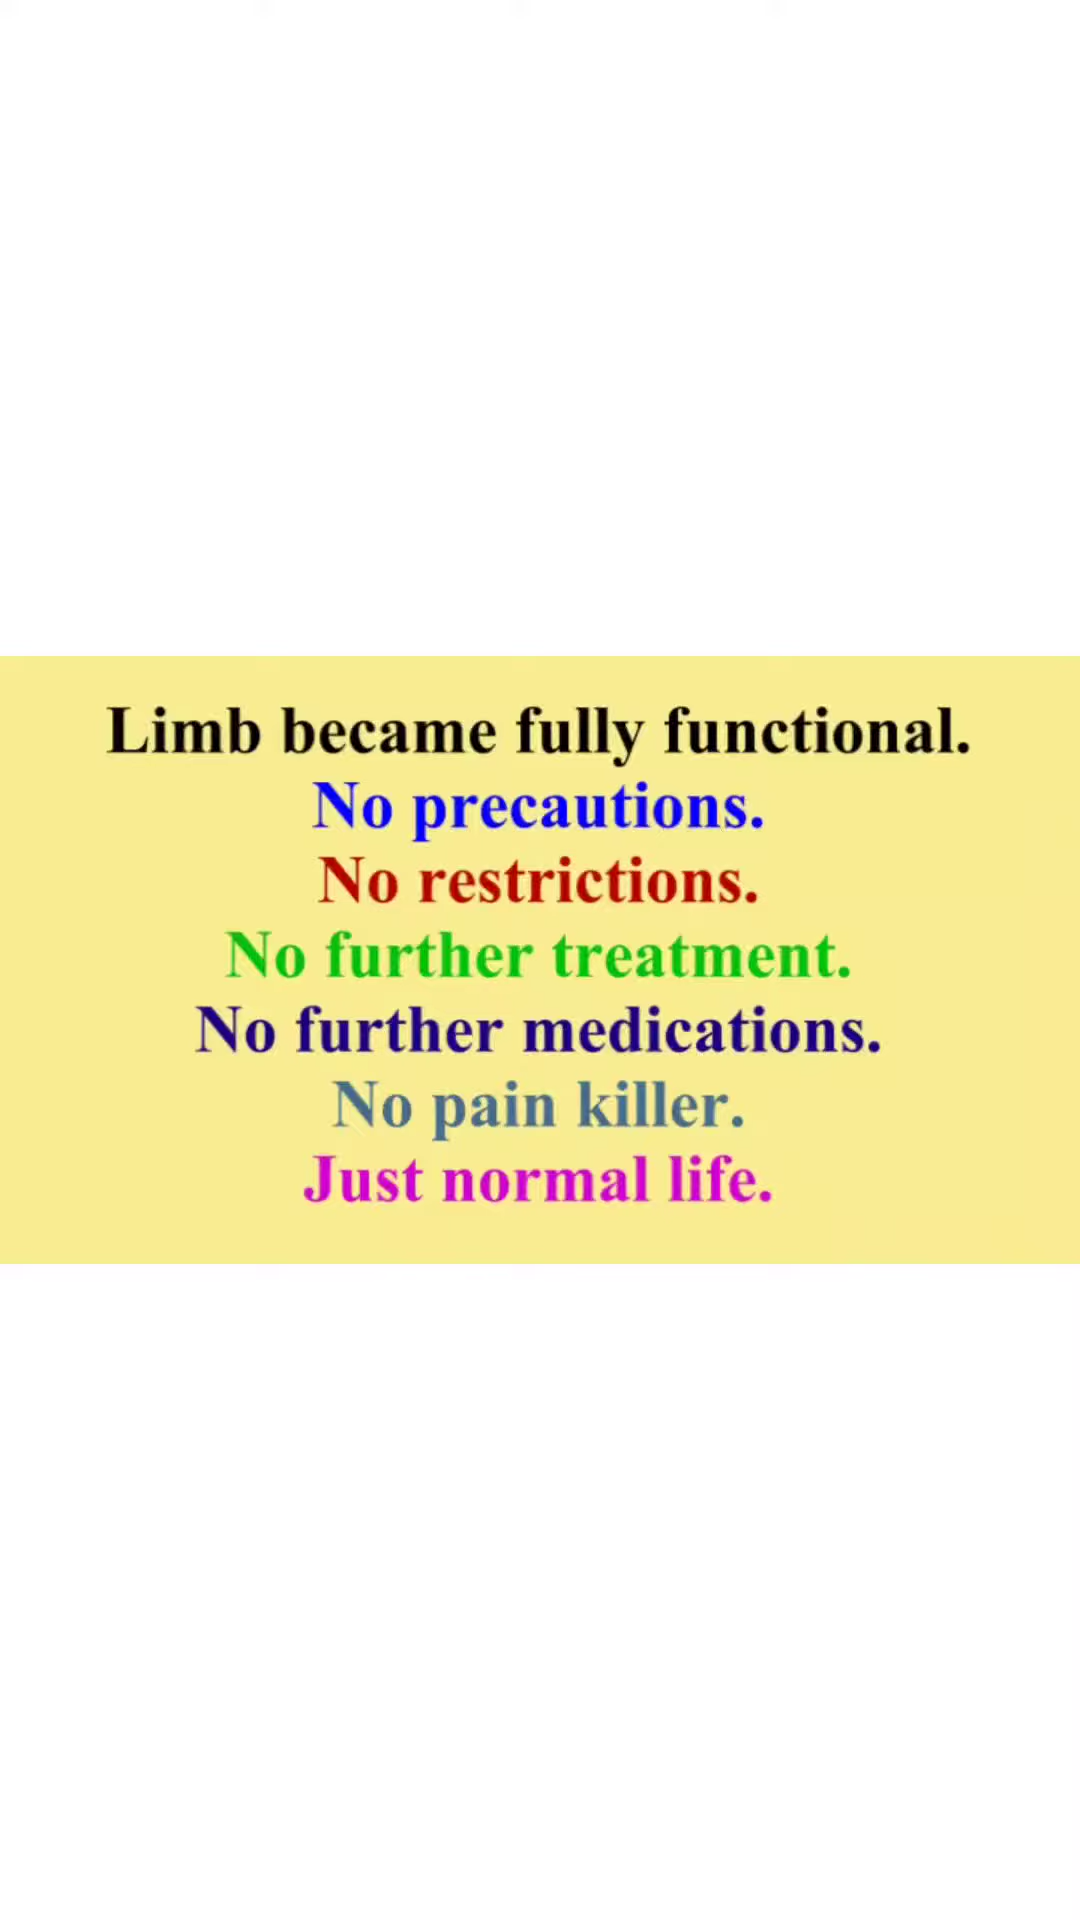 Limb became fully functional.
No precautions.
No restrictions.
No further treatment.
No further medications.
No pain killer.
Just normal life.